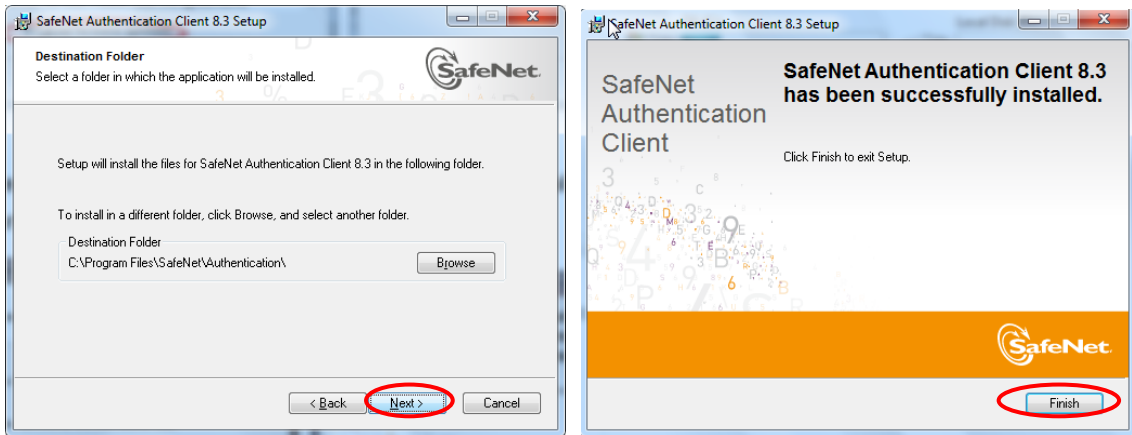 SafeNet Authentication Client 8.3 Setup
Destination Folder
Select a folder in which the application will be installed.
SafeNet.
Setup will install the files for SafeNet Authentication Client 8.3 in the following folder.
To install in a different folder, click Browse, and select another folder.
Destination Folder
C:\Program Files\SafeNet\Authentication\
Browse
< Back
Next >
Cancel
SafeNet Authentication Client 8.3 Setup
SafeNet
Authentication
Client
SafeNet Authentication Client 8.3
has been successfully installed.
Click Finish to exit Setup.
SafeNet.
Finish